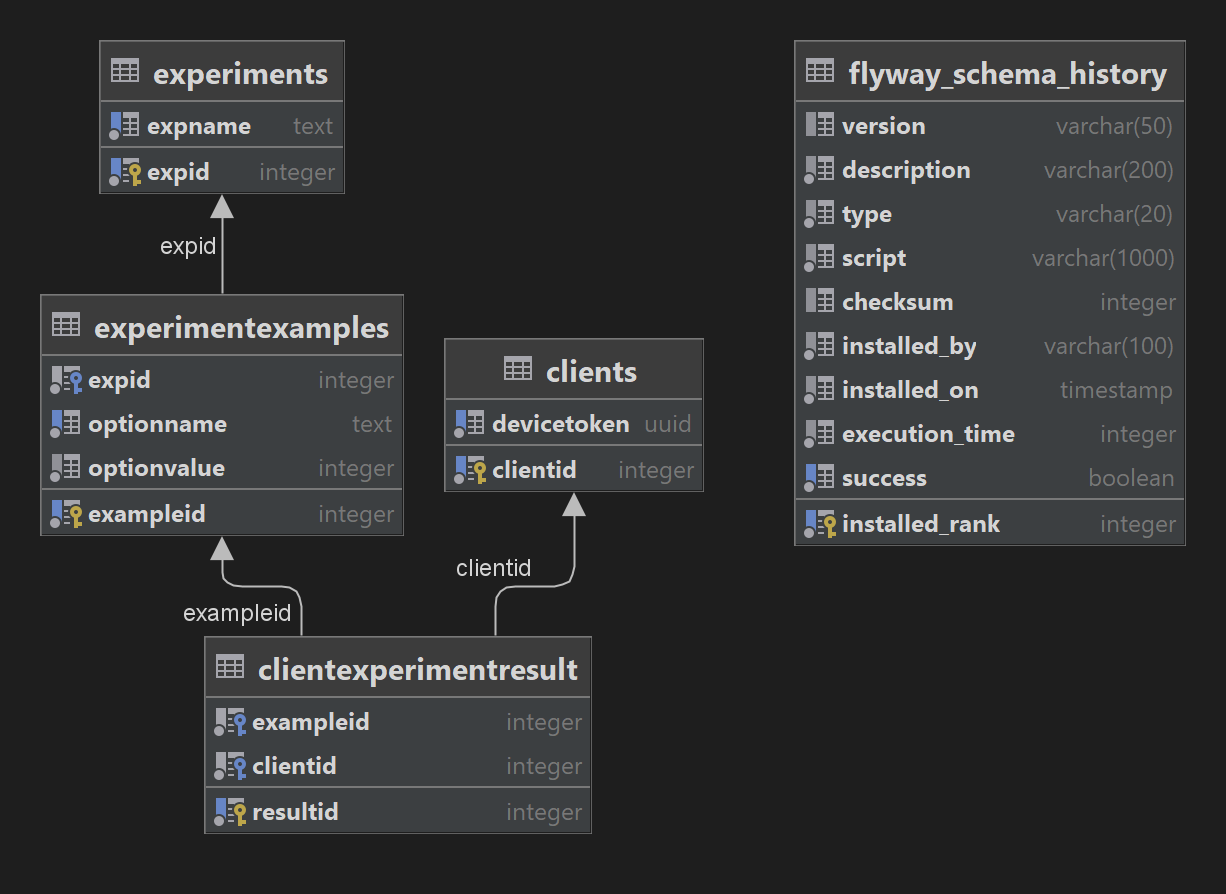 experiments
expname text
expid integer
expid
experimentexamples
expid integer
optionname text
optionvalue integer
exampleid integer
clients
devicetoken uuid
clientid integer
exampleid
clientid
clientexperimentresult
exampleid integer
clientid integer
resultid integer
flyway_schema_history
version varchar(50)
description varchar(200)
type varchar(20)
script varchar(1000)
checksum integer
installed_by varchar(100)
installed_on timestamp
execution_time integer
success boolean
installed_rank integer